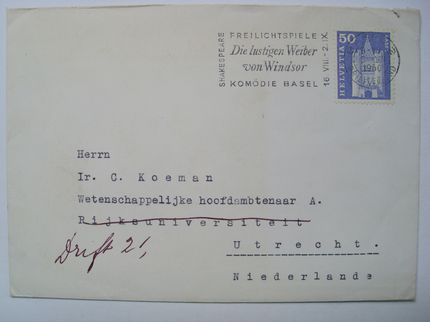 SHAKESPEARE
FREILICHTSPIELE
Die lustigen Weiber
von Windsor
KOMÖDIE BASEL
16.VIII.-2.IX.
50
HELVETIA
1960
Herrn
Ir. C. Koeman
Wetenschappelijke hoofdambtenaar A.
Rijksuniversiteit
Drift 21,
Utrecht.
Niederlande